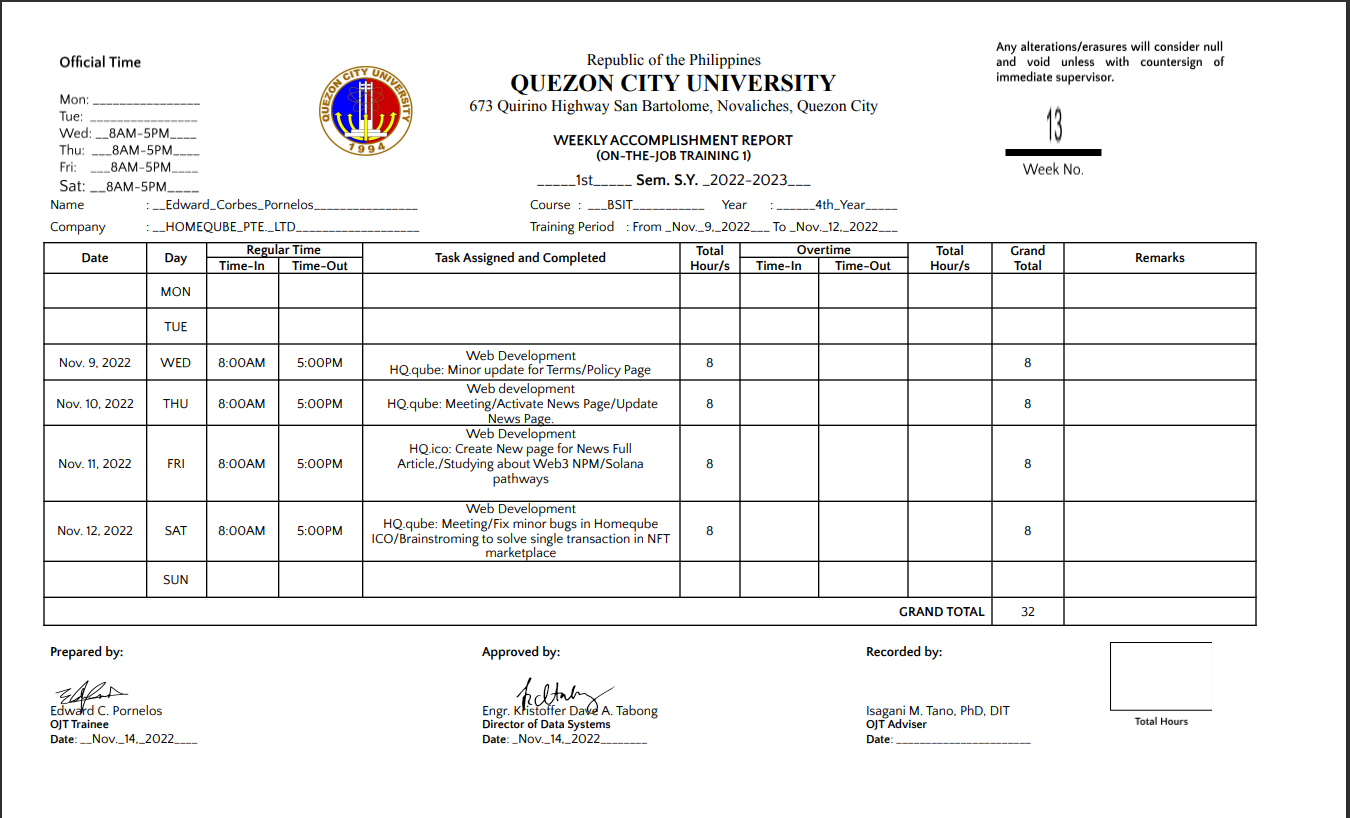 Official Time
Mon: ________________
Tue: ________________
Wed: __8AM-5PM____
Thu: ___8AM-5PM____
Fri: ___8AM-5PM____
Sat: __8AM-5PM____
QUEZON CITY UNIVERSITY
1994
Republic of the Philippines
QUEZON CITY UNIVERSITY
673 Quirino Highway San Bartolome, Novaliches, Quezon City
WEEKLY ACCOMPLISHMENT REPORT
(ON-THE-JOB TRAINING 1)
_____1st_____ Sem. S.Y. _2022-2023___
Any alterations/erasures will consider null
and void unless with countersign of
immediate supervisor.
13
Week No.
Name : __Edward_Corbes_Pornelos________________ Course : ___BSIT___________ Year : ______4th_Year_____
Company : __HOMEQUBE_PTE._LTD___________________ Training Period : From _Nov._9,_2022___ To _Nov._12,_2022___
Date Day Regular Time Task Assigned and Completed Total Hour/s Overtime Total Hour/s Grand Total Remarks
Time-In Time-Out Time-In Time-Out
MON
TUE
Nov. 9, 2022 WED 8:00AM 5:00PM Web Development
HQ.qube: Minor update for Terms/Policy Page 8 8
Nov. 10, 2022 THU 8:00AM 5:00PM Web development
HQ.qube: Meeting/Activate News Page/Update
News Page. 8 8
Nov. 11, 2022 FRI 8:00AM 5:00PM Web Development
HQ.ico: Create New page for News Full
Article,/Studying about Web3 NPM/Solana
pathways 8 8
Nov. 12, 2022 SAT 8:00AM 5:00PM Web Development
HQ.qube: Meeting/Fix minor bugs in Homeqube
ICO/Brainstroming to solve single transaction in NFT
marketplace 8 8
SUN
GRAND TOTAL 32
Prepared by: Approved by: Recorded by:
Edward C. Pornelos Engr. Kristoffer Dave A. Tabong Isagani M. Tano, PhD, DIT
OJT Trainee Director of Data Systems OJT Adviser
Date: __Nov._14,_2022____ Date: _Nov._14,_2022________ Date: _______________________
Total Hours